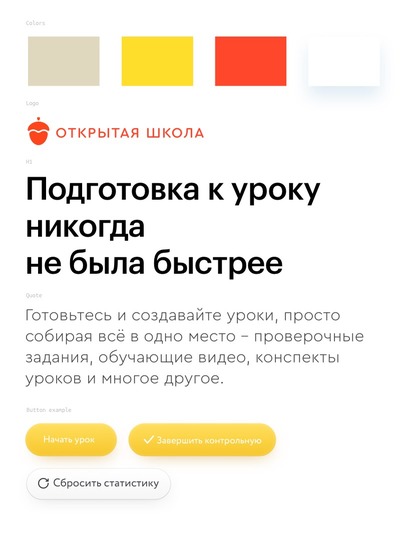 Colors
Logo
ОТКРЫТАЯ ШКОЛА
H1
Подготовка к уроку
никогда
не была быстрее
Quote
Готовьтесь и создавайте уроки, просто
собирая всё в одно место – проверочные
задания, обучающие видео, конспекты
уроков и многое другое.
Button example
Начать урок
Завершить контрольную
Сбросить статистику